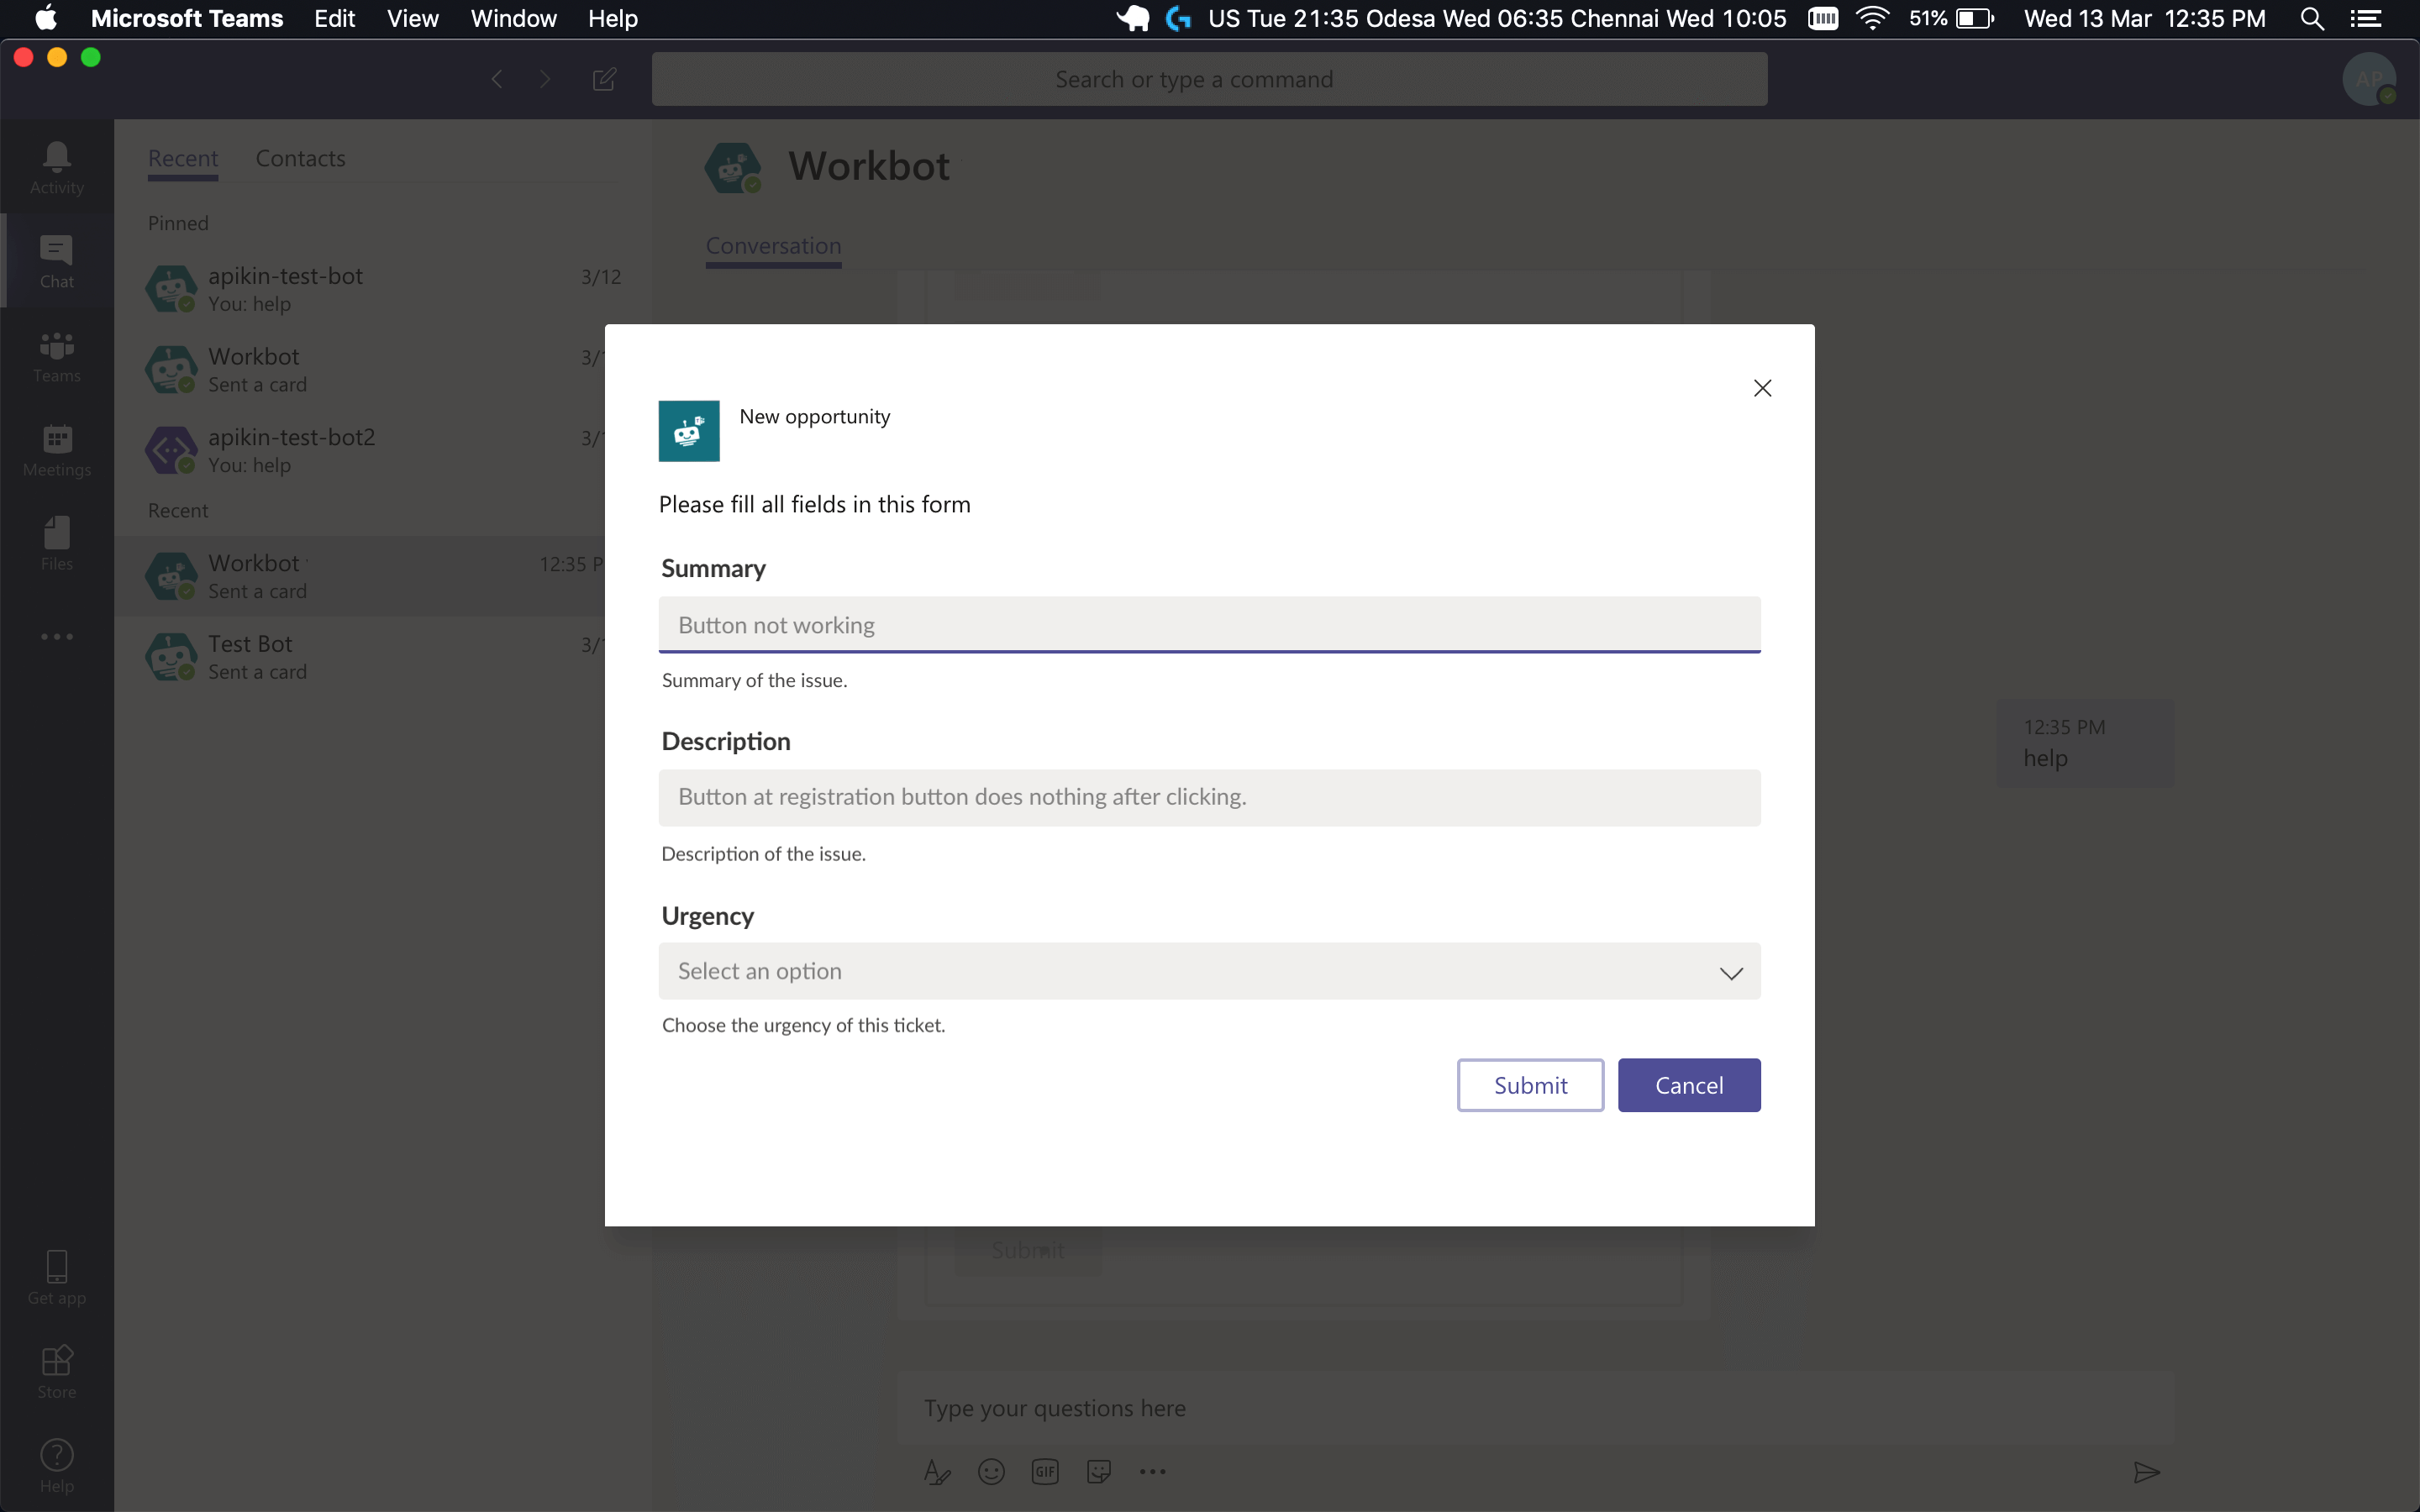 Microsoft Teams Edit View Window Help
US Tue 21:35 Odesa Wed 06:35 Chennai Wed 10:05 51% Wed 13 Mar 12:35 PM
Search or type a command
AP
Activity
Chat
Teams
Meetings
Files
Get app
Store
Help
Recent Contacts
Pinned
apikin-test-bot 3/12
You: help
Workbot 3/
Sent a card
apikin-test-bot2 3/
You: help
Recent
Workbot 12:35 P
Sent a card
Test Bot 3/
Sent a card
Workbot
Conversation
New opportunity
Please fill all fields in this form
Summary
Button not working
Summary of the issue.
Description
Button at registration button does nothing after clicking.
Description of the issue.
Urgency
Select an option
Choose the urgency of this ticket.
Submit Cancel
12:35 PM
help
Submit
Type your questions here
GIF